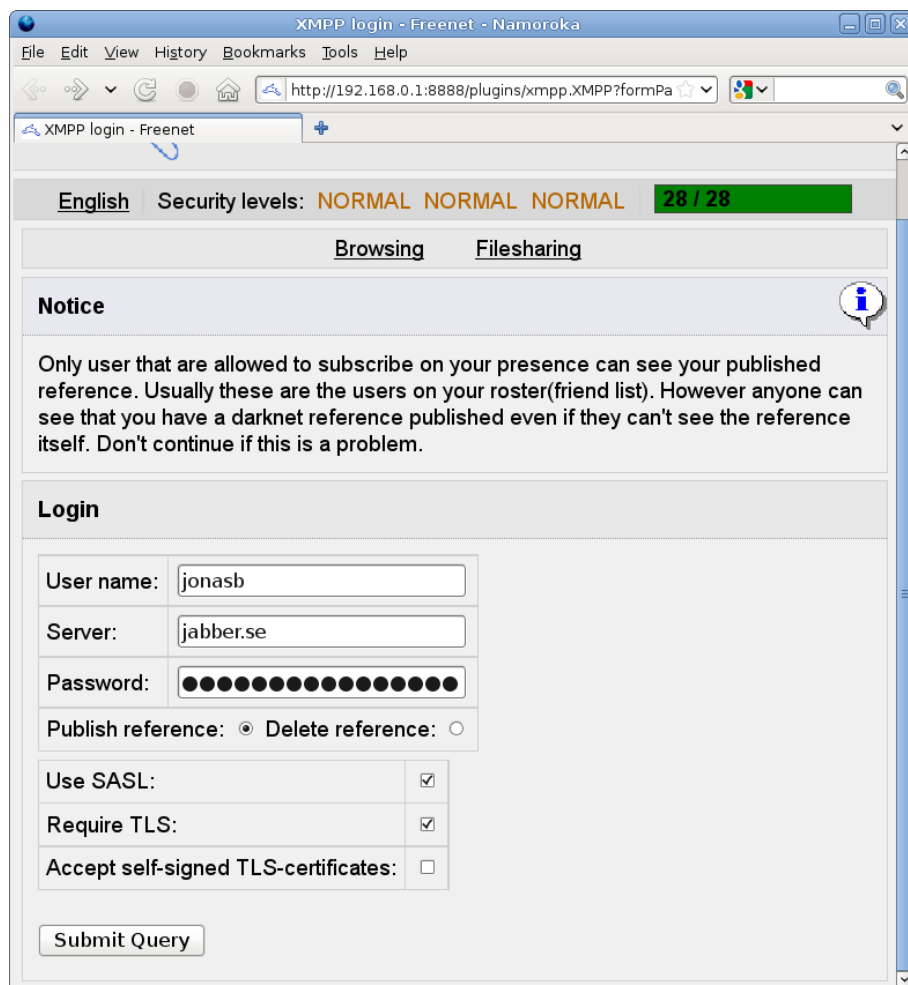 XMPP login - Freenet - Namoroka
File Edit View History Bookmarks Tools Help
http://192.168.0.1:8888/plugins/xmpp.XMPP?formPa
XMPP login - Freenet
English Security levels: NORMAL NORMAL NORMAL 28 / 28
Browsing Filesharing
Notice
Only user that are allowed to subscribe on your presence can see your published
reference. Usually these are the users on your roster(friend list). However anyone can
see that you have a darknet reference published even if they can't see the reference
itself. Don't continue if this is a problem.
Login
User name: jonasb
Server: jabber.se
Password: ●●●●●●●●●●●●●●●●
Publish reference: Delete reference:
Use SASL:
Require TLS:
Accept self-signed TLS-certificates:
Submit Query